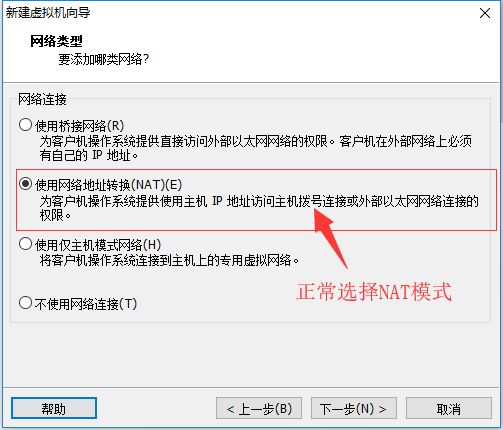 新建虚拟机向导
网络类型
要添加哪类网络?
网络连接
使用桥接网络(R)
为客户机操作系统提供直接访问外部以太网网络的权限。客户机在外部网络上必须
有自己的 IP 地址。
使用网络地址转换(NAT)(E)
为客户机操作系统提供使用主机 IP 地址访问主机拨号连接或外部以太网网络连接的
权限。
使用仅主机模式网络(H)
将客户机操作系统连接到主机上的专用虚拟网络。
正常选择NAT模式
不使用网络连接(T)
帮助
< 上一步(B)
下一步(N) >
取消